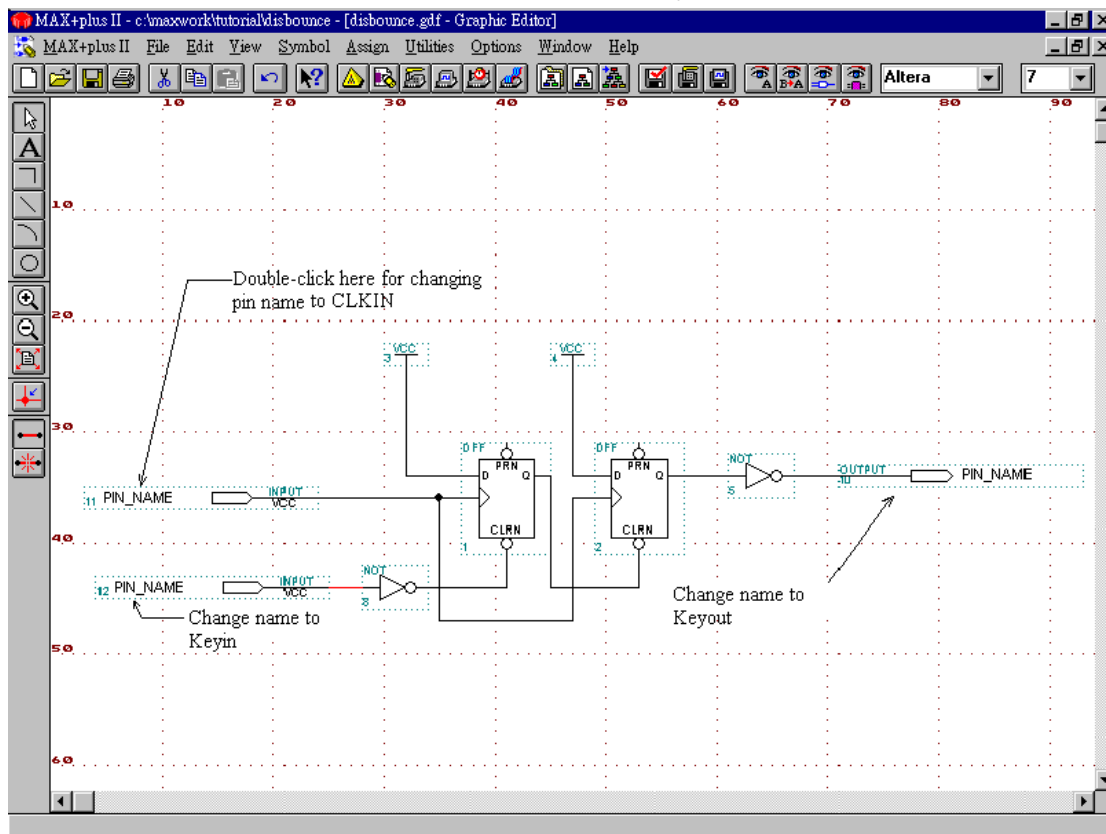 MAX+plus II - c:\maxwork\tutorial\disbounce - [disbounce.gdf - Graphic Editor]
MAX+plus II File Edit View Symbol Assign Utilities Options Window Help
Altera 7
10 20 30 40 50 60 70 80 90
10
Double-click here for changing
pin name to CLKIN
20
VCC VCC
3 4
30
DFF DFF
PRN PRN
D Q D Q
NOT
5
OUTPUT
10
PIN_NAME
11 PIN_NAME INPUT
VCC
CLRN CLRN
40
1 2
NOT
8
12 PIN_NAME INPUT
VCC
Change name to
Keyin
Change name to
Keyout
50
60